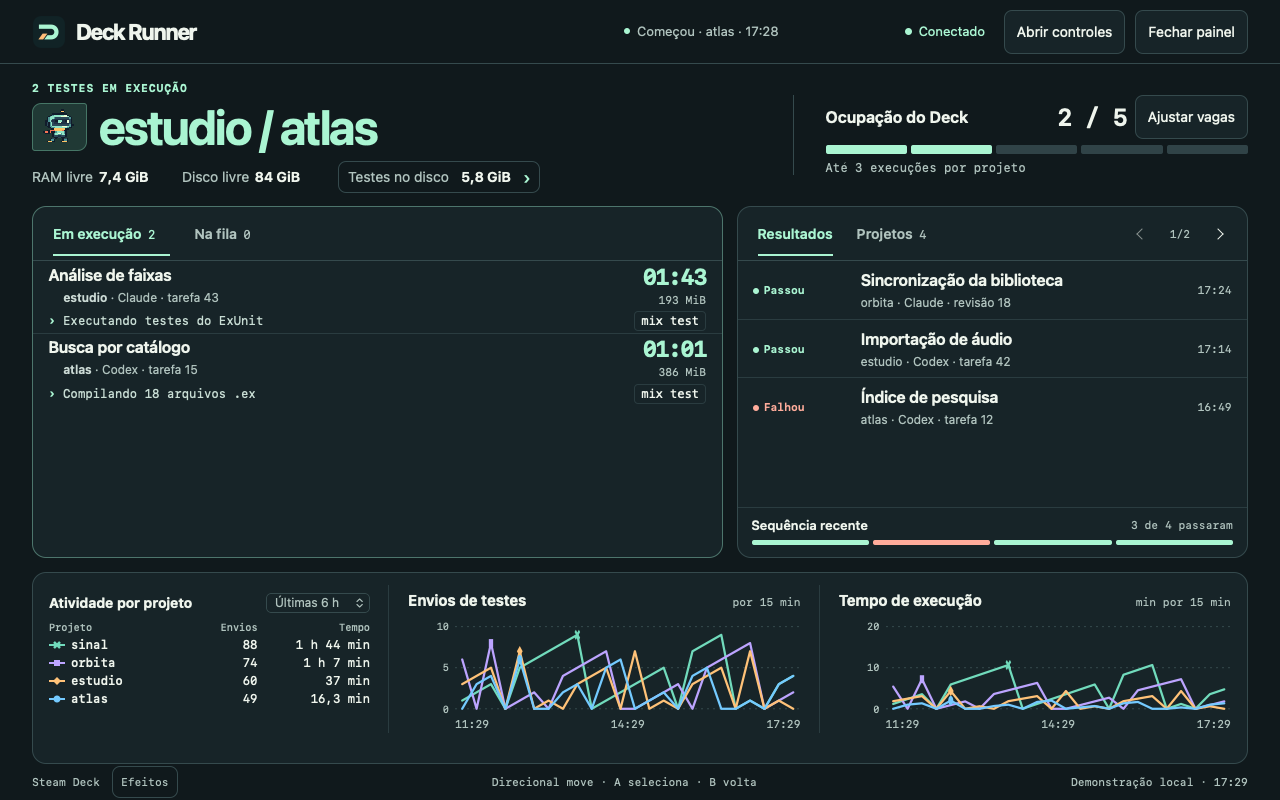 Deck Runner
Começou · atlas · 17:28
Conectado
Abrir controles
Fechar painel
2 TESTES EM EXECUÇÃO
estudio / atlas
RAM livre 7,4 GiB
Disco livre 84 GiB
Testes no disco 5,8 GiB ›
Ocupação do Deck
2 / 5
Ajustar vagas
Até 3 execuções por projeto
Em execução 2
Na fila 0
Análise de faixas
01:43
estudio · Claude · tarefa 43
193 MiB
› Executando testes do ExUnit
mix test
Busca por catálogo
01:01
atlas · Codex · tarefa 15
386 MiB
› Compilando 18 arquivos .ex
mix test
Resultados
Projetos 4
1/2
Passou
Sincronização da biblioteca
orbita · Claude · revisão 18
17:24
Passou
Importação de áudio
estudio · Codex · tarefa 42
17:14
Falhou
Índice de pesquisa
atlas · Codex · tarefa 12
16:49
Sequência recente
3 de 4 passaram
Atividade por projeto
Últimas 6 h
Projeto Envios Tempo
sinal 88 1 h 44 min
orbita 74 1 h 7 min
estudio 60 37 min
atlas 49 16,3 min
Envios de testes
por 15 min
10
5
0
11:29 14:29 17:29
Tempo de execução
min por 15 min
20
10
0
11:29 14:29 17:29
Steam Deck
Efeitos
Direcional move · A seleciona · B volta
Demonstração local · 17:29